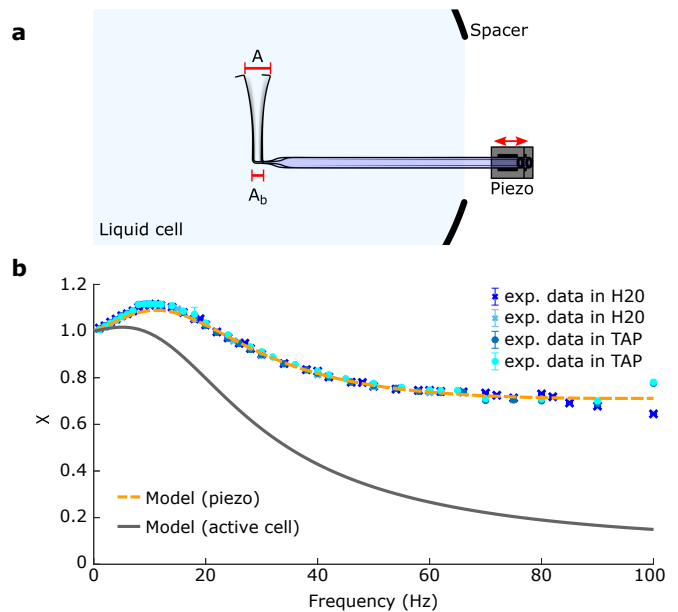 a
Spacer
A
Piezo
A_b
Liquid cell
b
1.2
1.0
0.8
0.6
0.4
0.2
0
χ
exp. data in H20
exp. data in H20
exp. data in TAP
exp. data in TAP
Model (piezo)
Model (active cell)
0 20 40 60 80 100
Frequency (Hz)